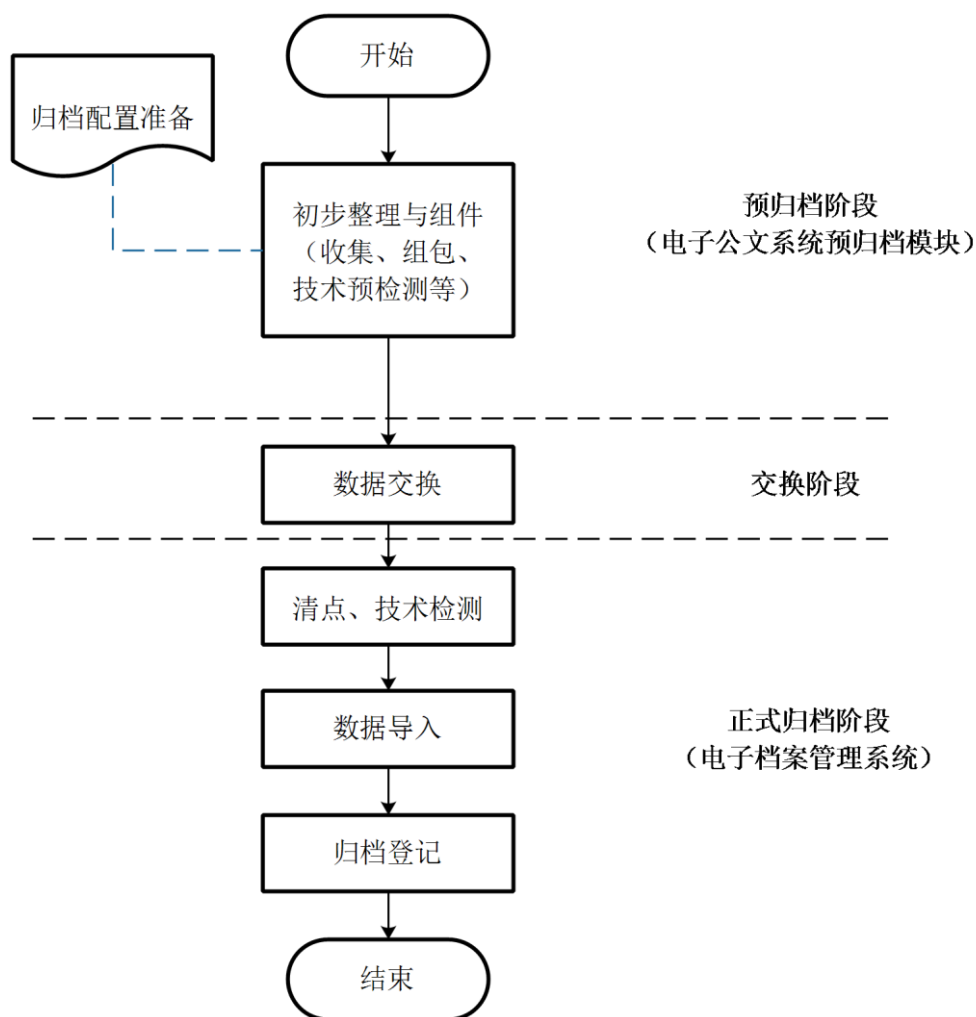 开始
归档配置准备
初步整理与组件
（收集、组包、
技术预检测等）
预归档阶段
（电子公文系统预归档模块）
数据交换
交换阶段
清点、技术检测
数据导入
正式归档阶段
（电子档案管理系统）
归档登记
结束